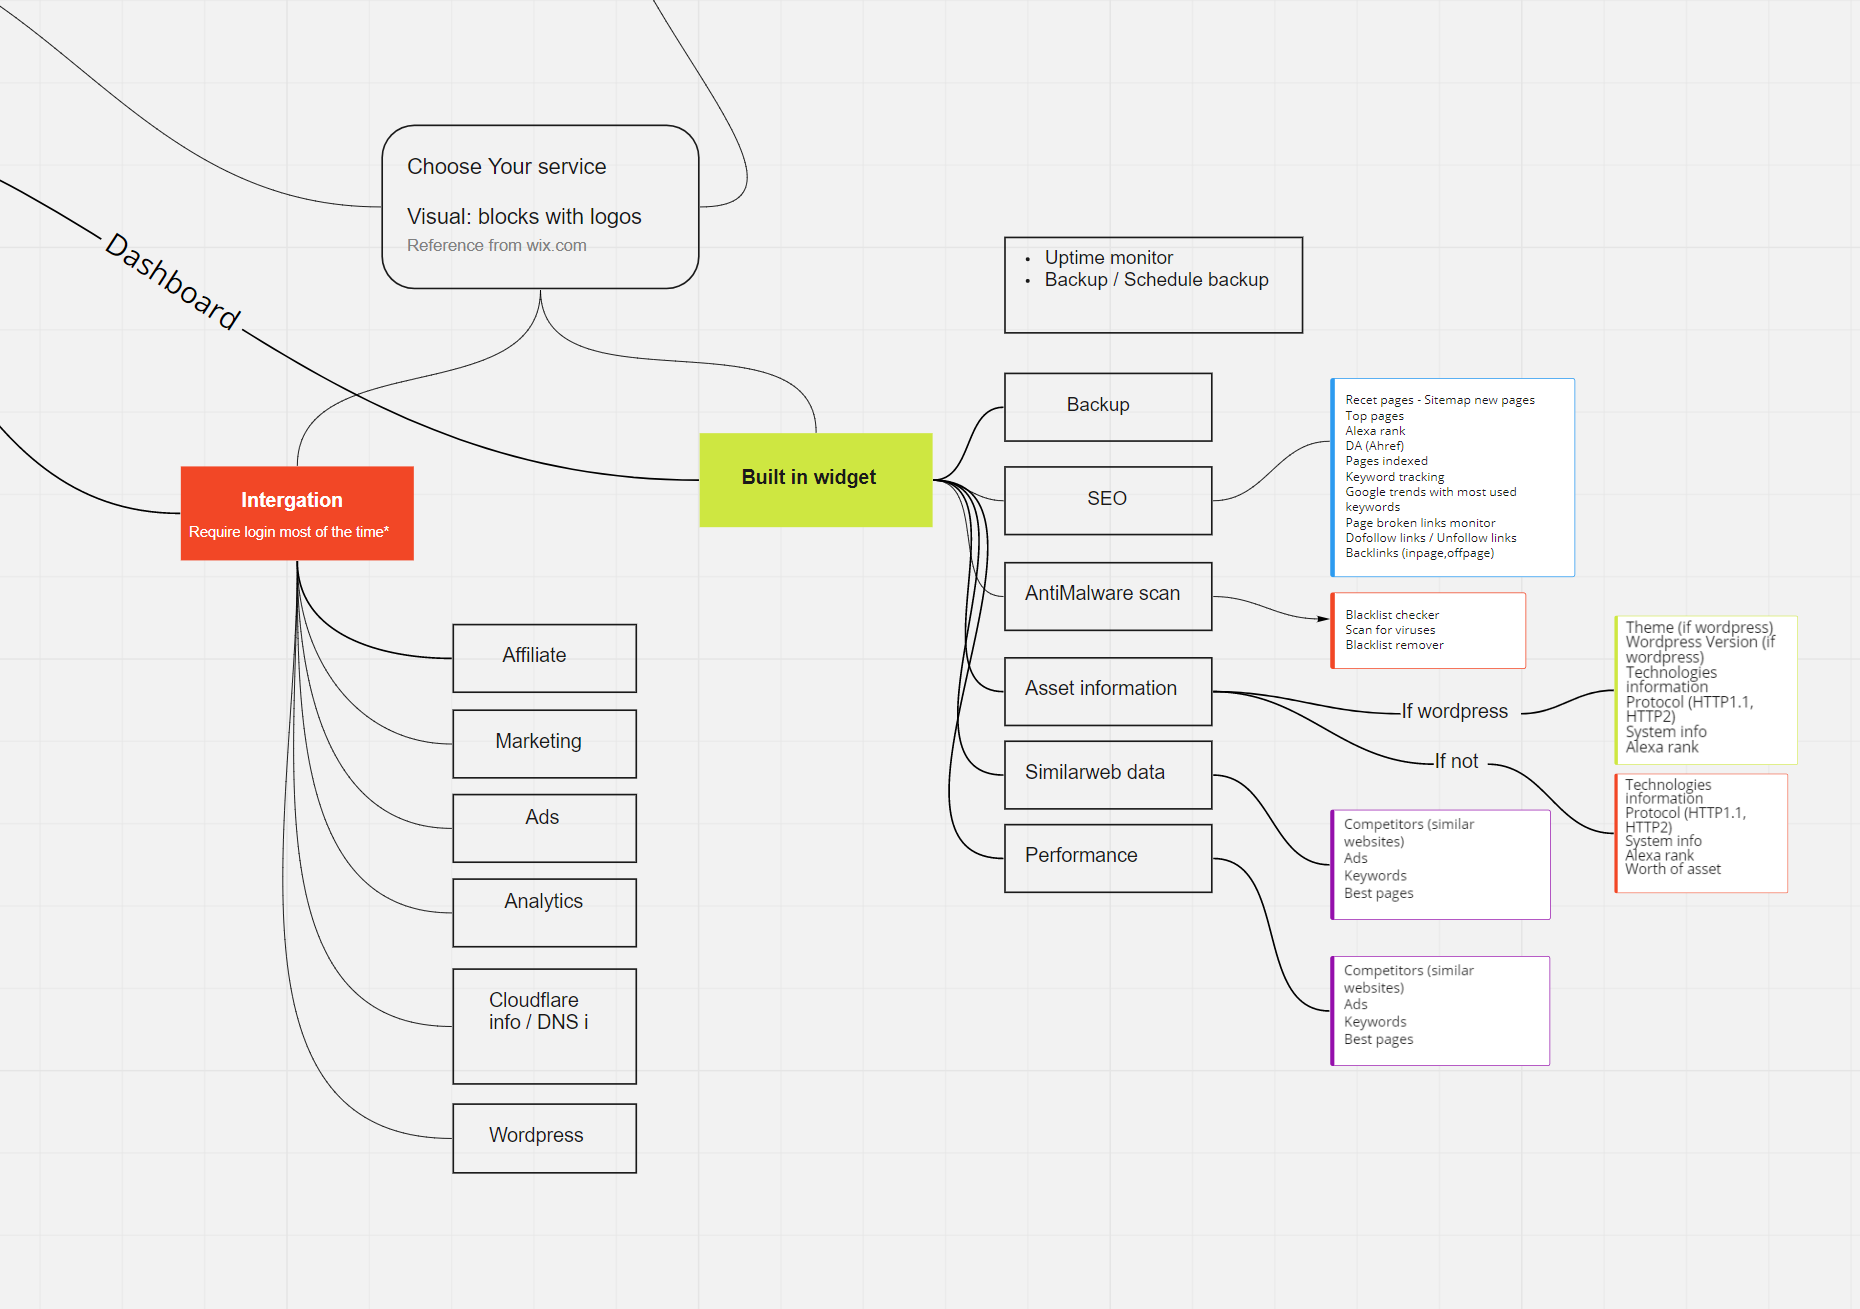 Choose Your service
Visual: blocks with logos
Reference from wix.com
Dashboard
Uptime monitor
Backup / Schedule backup
Built in widget
Intergation
Require login most of the time*
Affiliate
Marketing
Ads
Analytics
Cloudflare
info / DNS i
Wordpress
Backup
SEO
AntiMalware scan
Asset information
Similarweb data
Performance
Recet pages - Sitemap new pages
Top pages
Alexa rank
DA (Ahref)
Pages indexed
Keyword tracking
Google trends with most used
keywords
Page broken links monitor
Dofollow links / Unfollow links
Backlinks (inpage,offpage)
Blacklist checker
Scan for viruses
Blacklist remover
If wordpress
If not
Theme (if wordpress)
Wordpress Version (if
wordpress)
Technologies
information
Protocol (HTTP1.1,
HTTP2)
System info
Alexa rank
Technologies
information
Protocol (HTTP1.1,
HTTP2)
System info
Alexa rank
Worth of asset
Competitors (similar
websites)
Ads
Keywords
Best pages
Competitors (similar
websites)
Ads
Keywords
Best pages